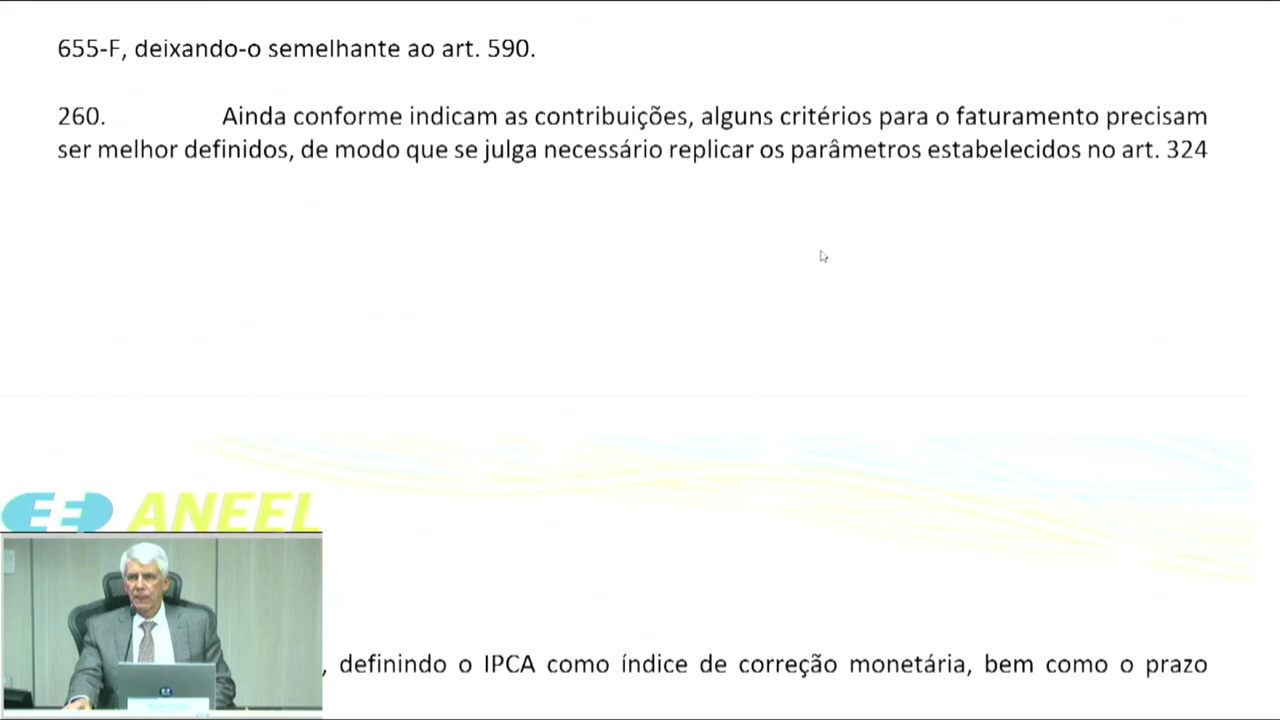 655-F, deixando-o semelhante ao art. 590.
260. Ainda conforme indicam as contribuições, alguns critérios para o faturamento precisam
ser melhor definidos, de modo que se julga necessário replicar os parâmetros estabelecidos no art. 324
ANEEL
, definindo o IPCA como índice de correção monetária, bem como o prazo